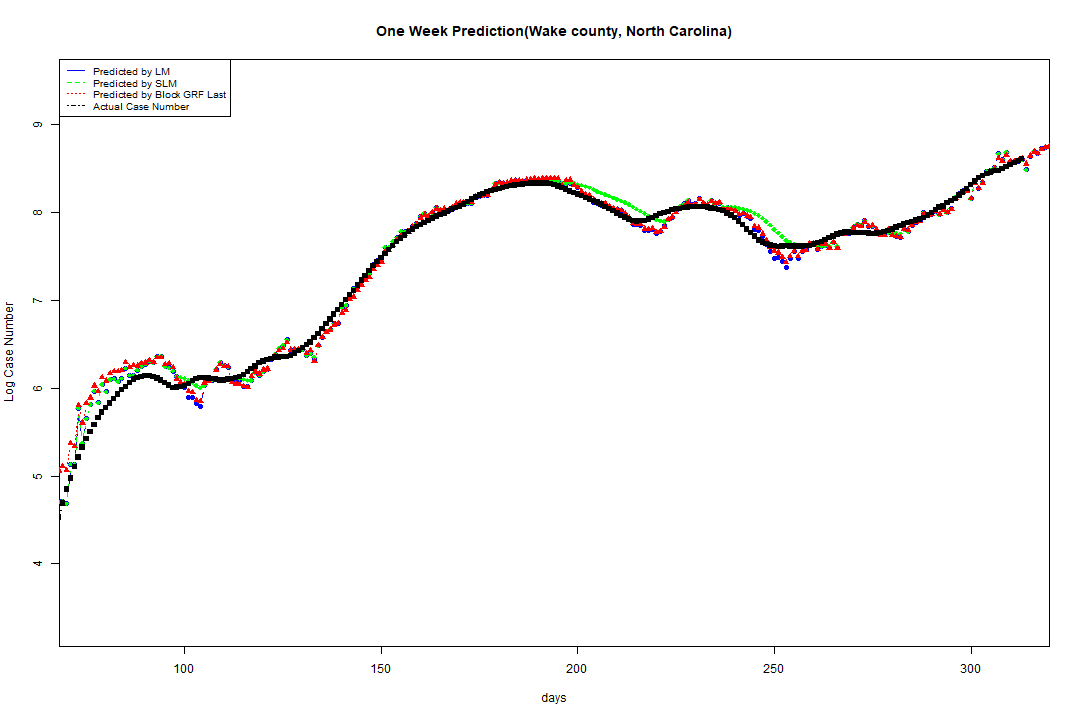 One Week Prediction(Wake county, North Carolina)
Predicted by LM
Predicted by SLM
Predicted by Block GRF Last
Actual Case Number
9
8
7
6
5
4
Log Case Number
100 150 200 250 300
days